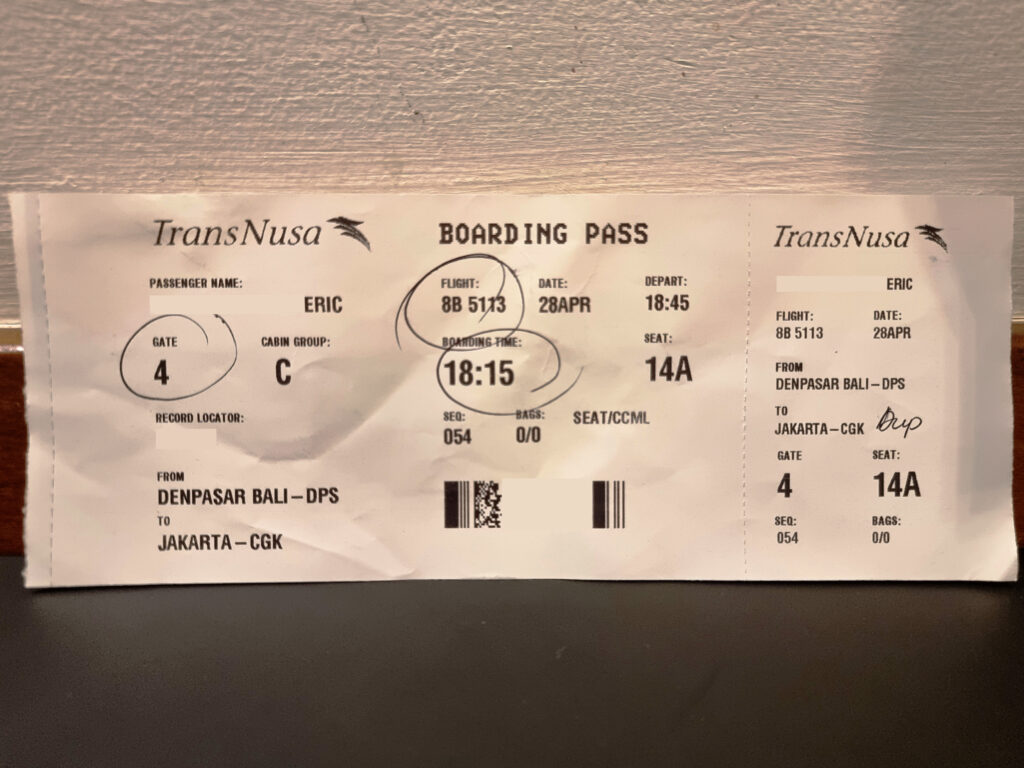 TransNusa
BOARDING PASS
PASSENGER NAME:
ERIC
FLIGHT:
8B 5113
DATE:
28APR
DEPART:
18:45
GATE
4
CABIN GROUP:
C
BOARDING TIME:
18:15
SEAT:
14A
RECORD LOCATOR:
SEQ:
054
BAGS:
0/0
SEAT/CCML
FROM
DENPASAR BALI–DPS
TO
JAKARTA–CGK
TransNusa
ERIC
FLIGHT:
8B 5113
DATE:
28APR
FROM
DENPASAR BALI–DPS
TO
JAKARTA–CGK
GATE
4
SEAT:
14A
SEQ:
054
BAGS:
0/0